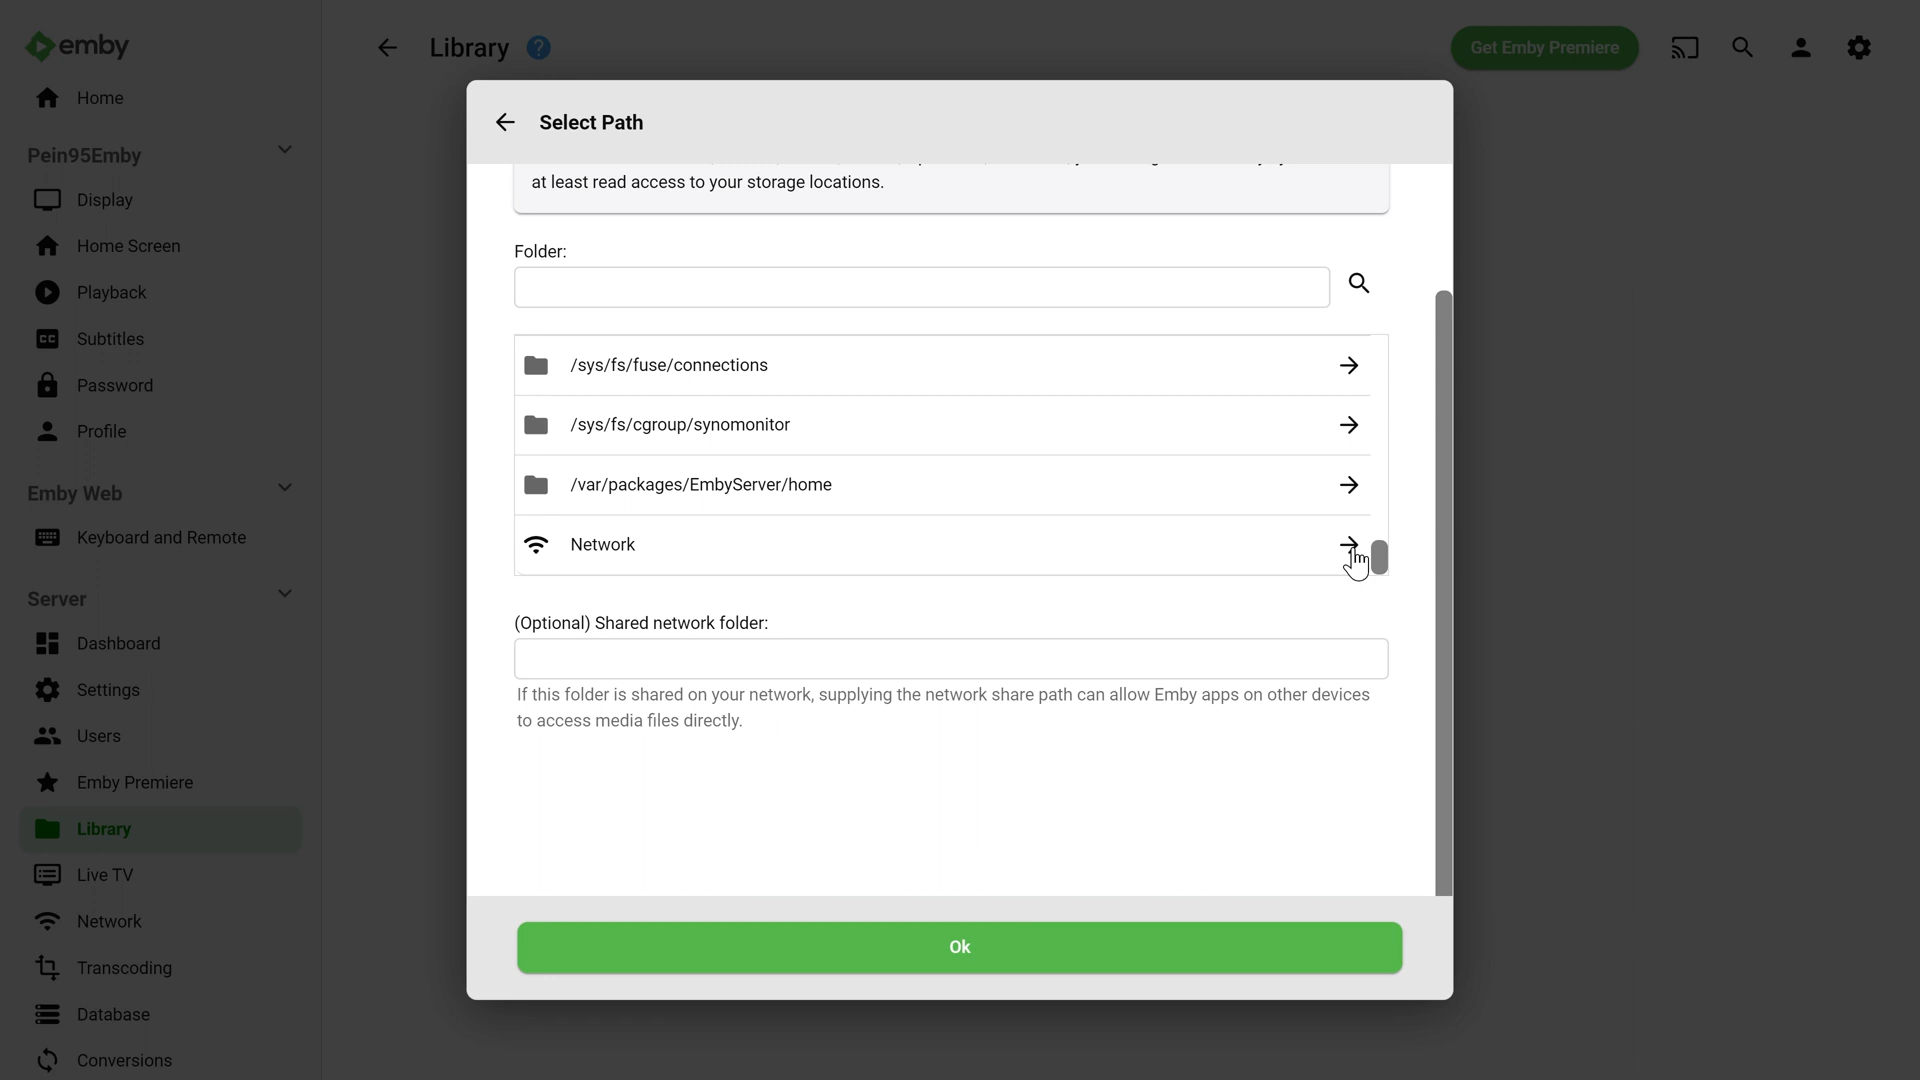 emby
Library
?
Get Emby Premiere
Home
Pein95Emby
Display
Home Screen
Playback
CC
Subtitles
Password
Profile
Emby Web
Keyboard and Remote
Server
Dashboard
Settings
Users
Emby Premiere
Library
Live TV
Network
Transcoding
Database
Conversions
Select Path
at least read access to your storage locations.
Folder:
/sys/fs/fuse/connections
/sys/fs/cgroup/synomonitor
/var/packages/EmbyServer/home
Network
(Optional) Shared network folder:
If this folder is shared on your network, supplying the network share path can allow Emby apps on other devices
to access media files directly.
Ok